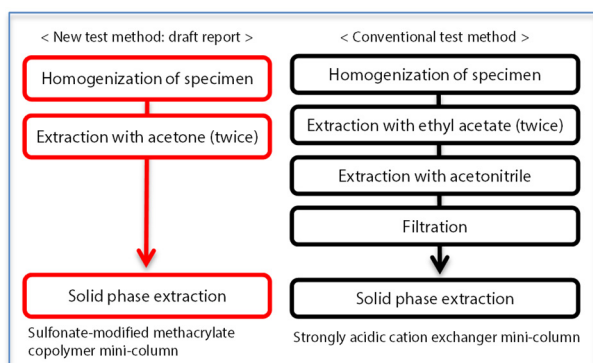 < New test method: draft report >
Homogenization of specimen
Extraction with acetone (twice)
Solid phase extraction
Sulfonate-modified methacrylate
copolymer mini-column
< Conventional test method >
Homogenization of specimen
Extraction with ethyl acetate (twice)
Extraction with acetonitrile
Filtration
Solid phase extraction
Strongly acidic cation exchanger mini-column